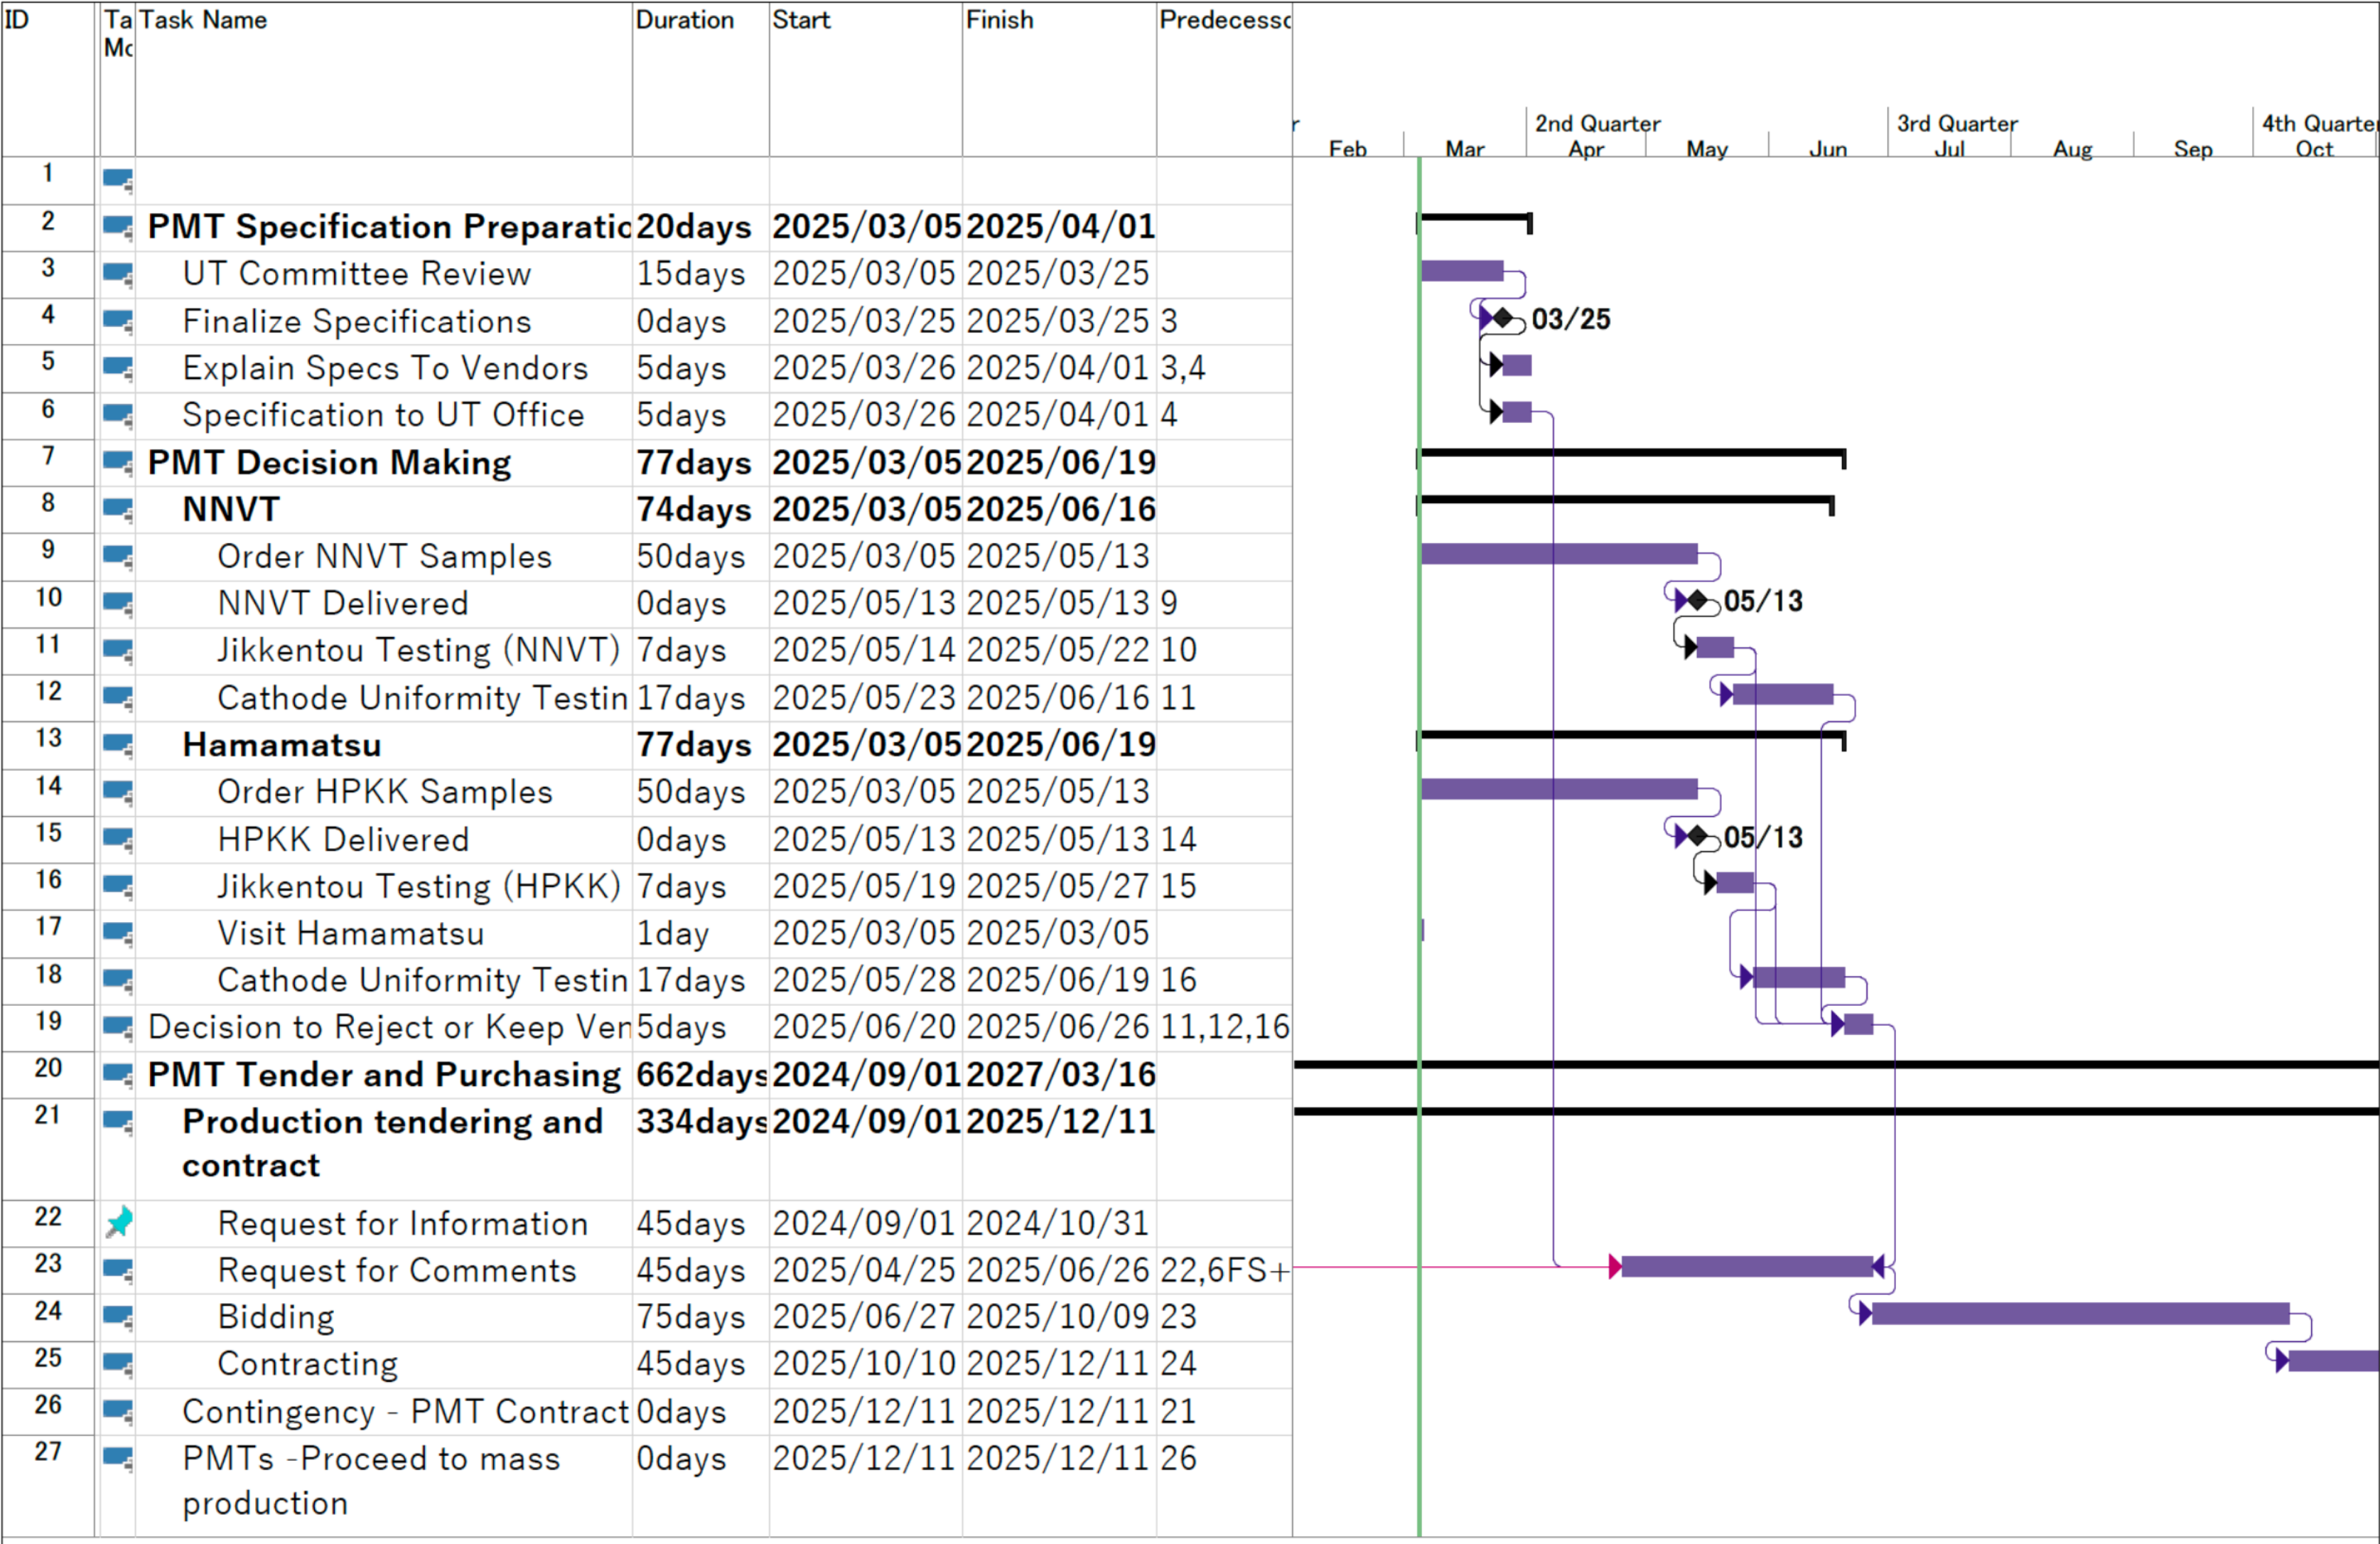 ID Ta Task Name Duration Start Finish Predecessc
Mc
r 2nd Quarter 3rd Quarter 4th Quarter
Feb Mar Apr May Jun Jul Aug Sep Oct
1
2 PMT Specification Preparatic 20days 2025/03/05 2025/04/01
3 UT Committee Review 15days 2025/03/05 2025/03/25
4 Finalize Specifications 0days 2025/03/25 2025/03/25 3 03/25
5 Explain Specs To Vendors 5days 2025/03/26 2025/04/01 3,4
6 Specification to UT Office 5days 2025/03/26 2025/04/01 4
7 PMT Decision Making 77days 2025/03/05 2025/06/19
8 NNVT 74days 2025/03/05 2025/06/16
9 Order NNVT Samples 50days 2025/03/05 2025/05/13
10 NNVT Delivered 0days 2025/05/13 2025/05/13 9 05/13
11 Jikkentou Testing (NNVT) 7days 2025/05/14 2025/05/22 10
12 Cathode Uniformity Testin 17days 2025/05/23 2025/06/16 11
13 Hamamatsu 77days 2025/03/05 2025/06/19
14 Order HPKK Samples 50days 2025/03/05 2025/05/13
15 HPKK Delivered 0days 2025/05/13 2025/05/13 14 05/13
16 Jikkentou Testing (HPKK) 7days 2025/05/19 2025/05/27 15
17 Visit Hamamatsu 1day 2025/03/05 2025/03/05
18 Cathode Uniformity Testin 17days 2025/05/28 2025/06/19 16
19 Decision to Reject or Keep Ven 5days 2025/06/20 2025/06/26 11,12,16
20 PMT Tender and Purchasing 662days 2024/09/01 2027/03/16
21 Production tendering and 334days 2024/09/01 2025/12/11
contract
22 Request for Information 45days 2024/09/01 2024/10/31
23 Request for Comments 45days 2025/04/25 2025/06/26 22,6FS+
24 Bidding 75days 2025/06/27 2025/10/09 23
25 Contracting 45days 2025/10/10 2025/12/11 24
26 Contingency - PMT Contract 0days 2025/12/11 2025/12/11 21
27 PMTs -Proceed to mass 0days 2025/12/11 2025/12/11 26
production